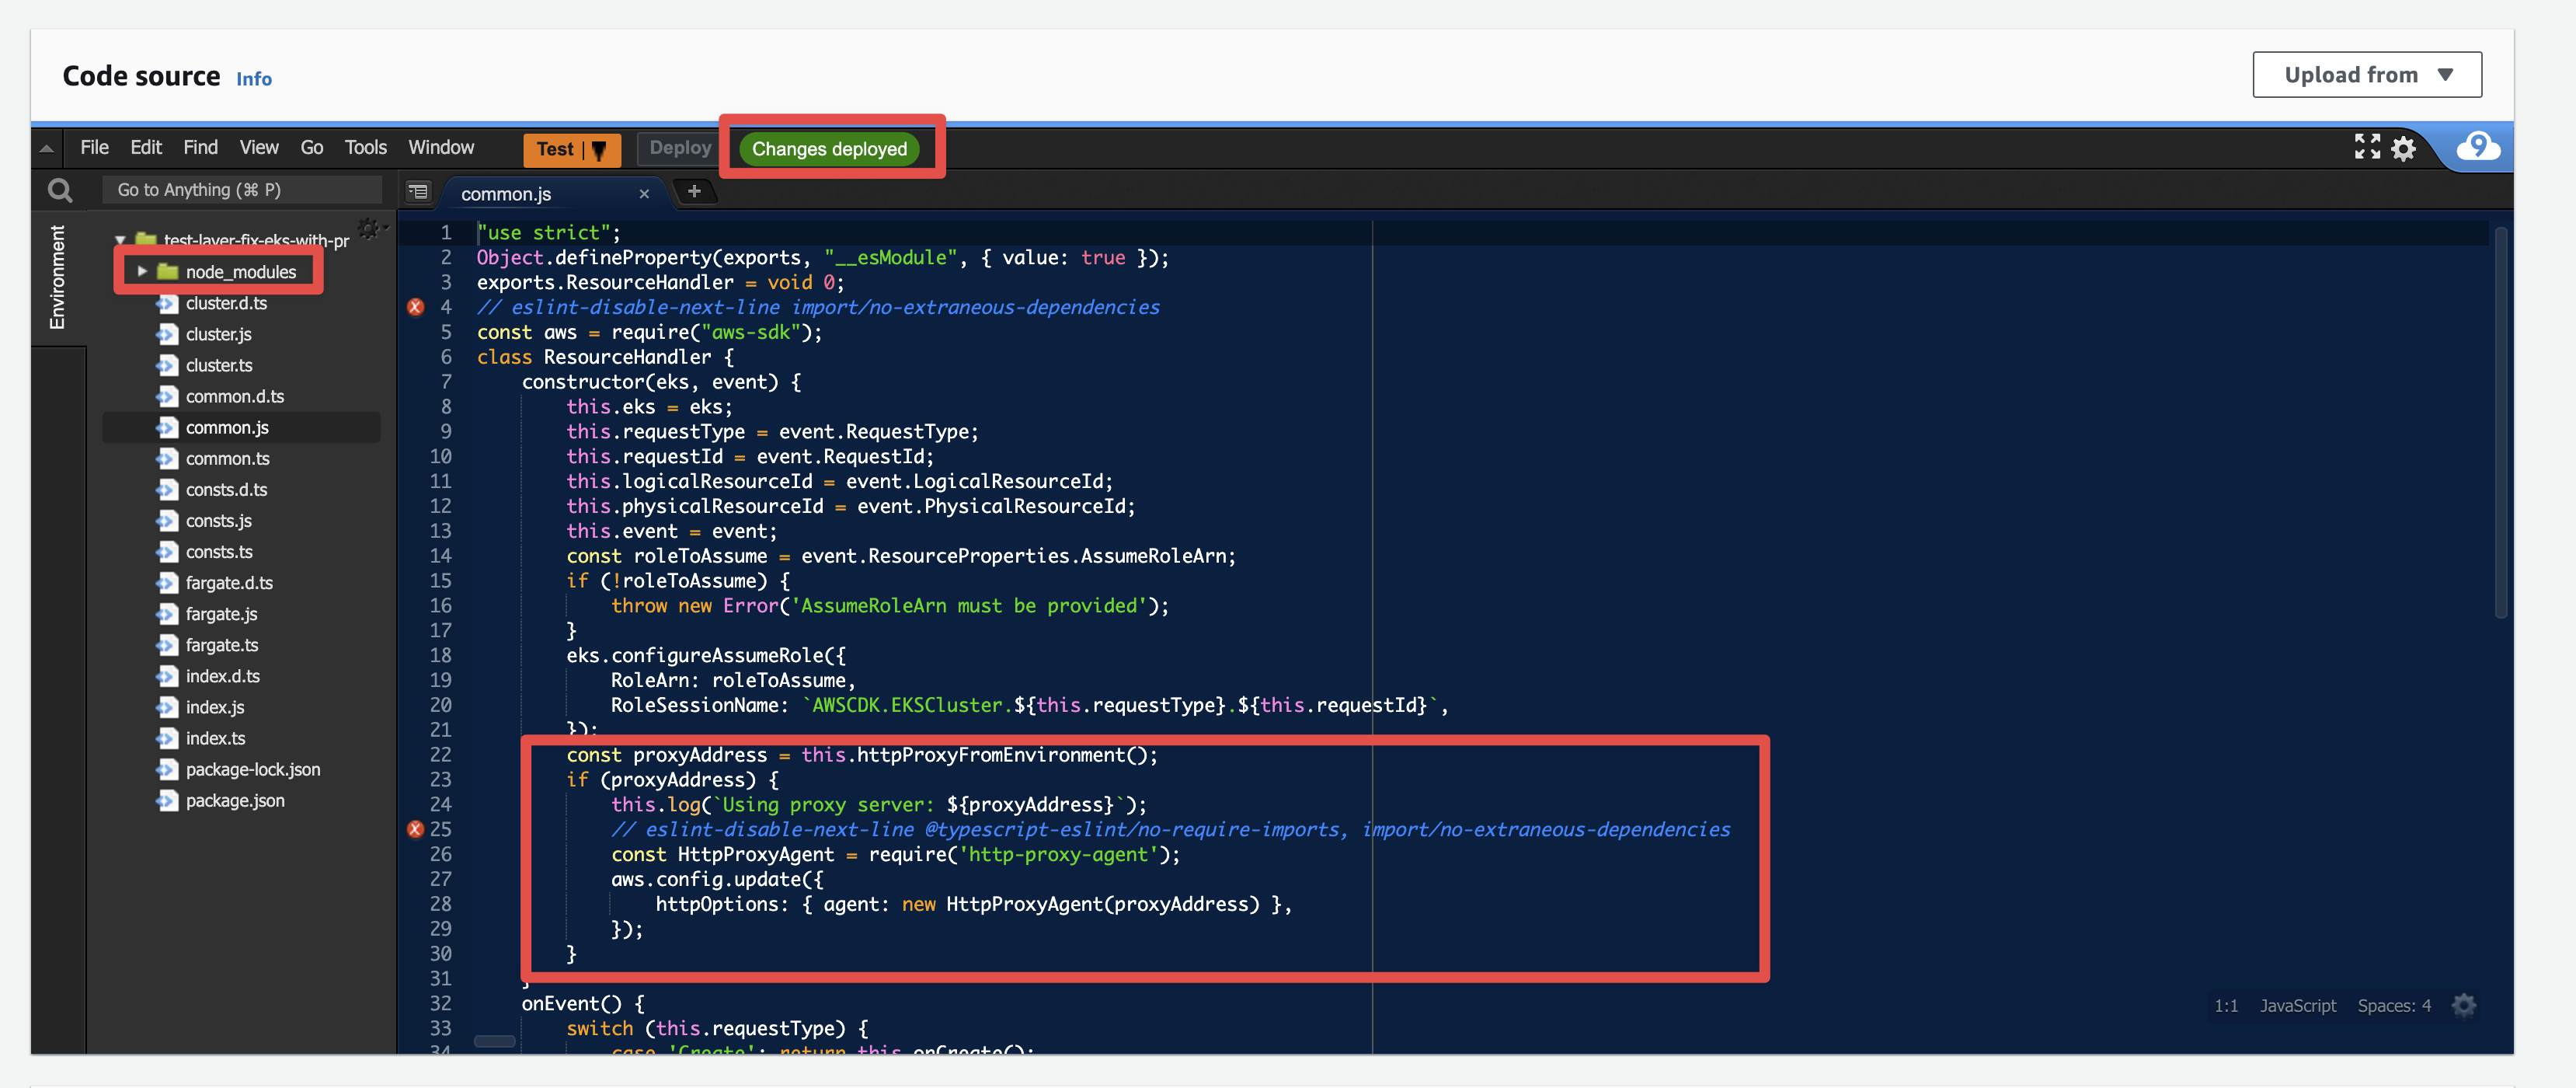 Code source Info
Upload from
File Edit Find View Go Tools Window
Test
Deploy
Changes deployed
9
Go to Anything (⌘ P)
common.js
Environment
test-layer-fix-eks-with-pr
node_modules
cluster.d.ts
cluster.js
cluster.ts
common.d.ts
common.js
common.ts
consts.d.ts
consts.js
consts.ts
fargate.d.ts
fargate.js
fargate.ts
index.d.ts
index.js
index.ts
package-lock.json
package.json
1 "use strict";
2 Object.defineProperty(exports, "__esModule", { value: true });
3 exports.ResourceHandler = void 0;
4 // eslint-disable-next-line import/no-extraneous-dependencies
5 const aws = require("aws-sdk");
6 class ResourceHandler {
7 constructor(eks, event) {
8 this.eks = eks;
9 this.requestType = event.RequestType;
10 this.requestId = event.RequestId;
11 this.logicalResourceId = event.LogicalResourceId;
12 this.physicalResourceId = event.PhysicalResourceId;
13 this.event = event;
14 const roleToAssume = event.ResourceProperties.AssumeRoleArn;
15 if (!roleToAssume) {
16 throw new Error('AssumeRoleArn must be provided');
17 }
18 eks.configureAssumeRole({
19 RoleArn: roleToAssume,
20 RoleSessionName: `AWSCDK.EKSCluster.${this.requestType}.${this.requestId}`,
21 });
22 const proxyAddress = this.httpProxyFromEnvironment();
23 if (proxyAddress) {
24 this.log(`Using proxy server: ${proxyAddress}`);
25 // eslint-disable-next-line @typescript-eslint/no-require-imports, import/no-extraneous-dependencies
26 const HttpProxyAgent = require('http-proxy-agent');
27 aws.config.update({
28 httpOptions: { agent: new HttpProxyAgent(proxyAddress) },
29 });
30 }
31 }
32 onEvent() {
33 switch (this.requestType) {
34 case 'Create': return this.onCreate();
1:1 JavaScript Spaces: 4